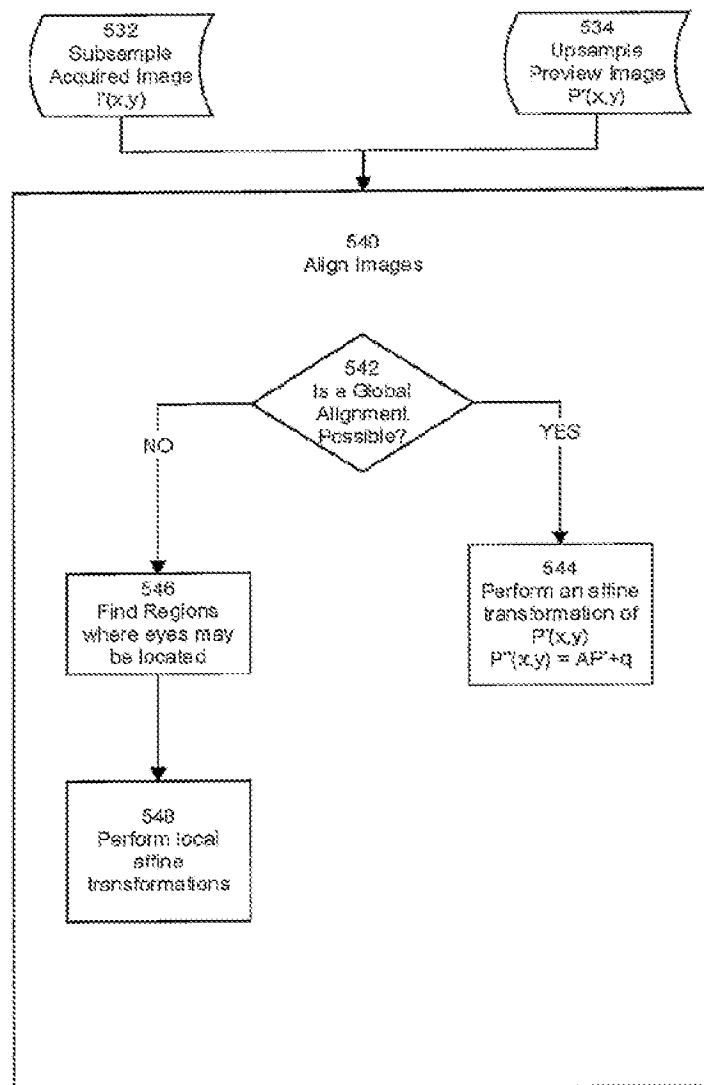 532
Subsample
Acquired Image
I'(x,y)
534
Upsample
Preview Image
P'(x,y)
540
Align Images
542
Is a Global
Alignment
Possible?
NO
YES
546
Find Regions
where eyes may
be located
544
Perform an affine
transformation of
P'(x,y)
P''(x,y) = AP'+q
548
Perform local
affine
transformations